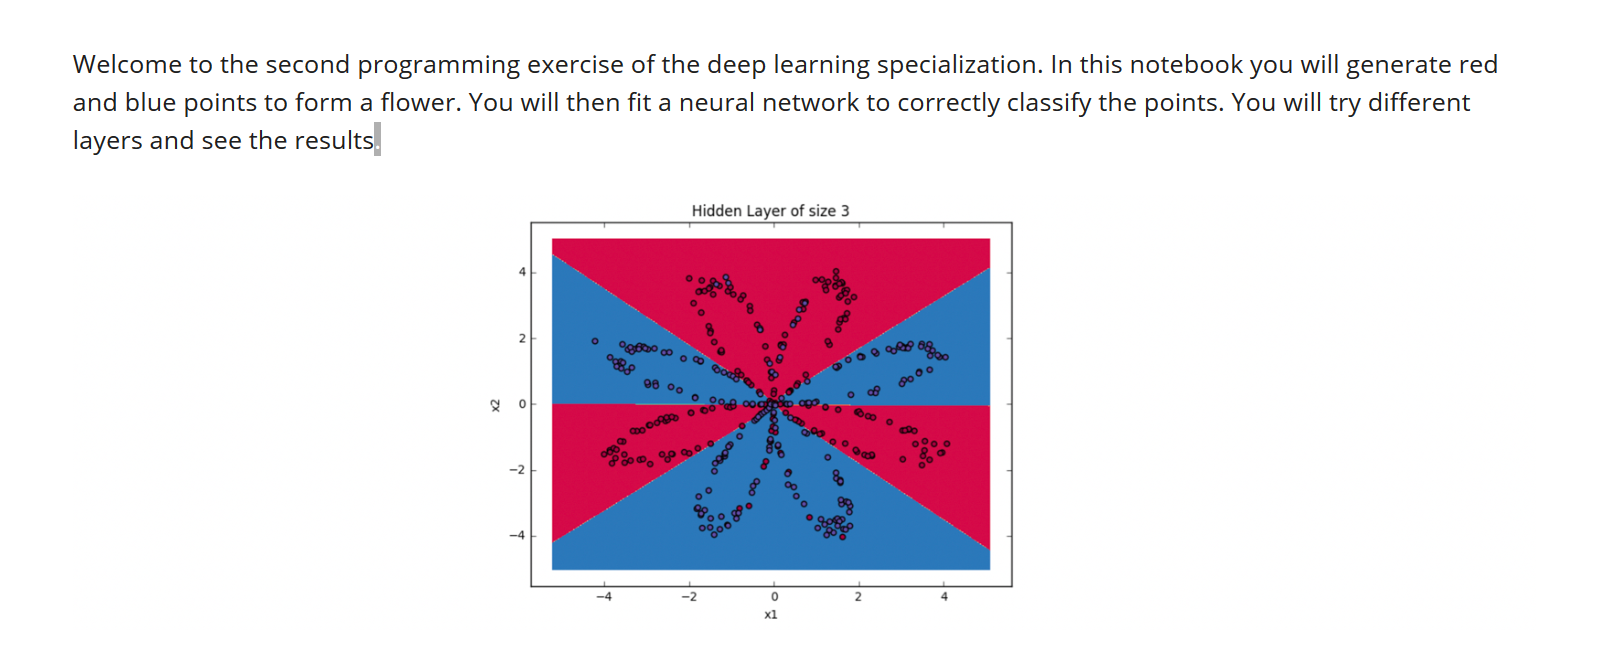 Welcome to the second programming exercise of the deep learning specialization. In this notebook you will generate red
and blue points to form a flower. You will then fit a neural network to correctly classify the points. You will try different
layers and see the results.
Hidden Layer of size 3
4
2
0
−2
−4
x2
−4 −2 0 2 4
x1